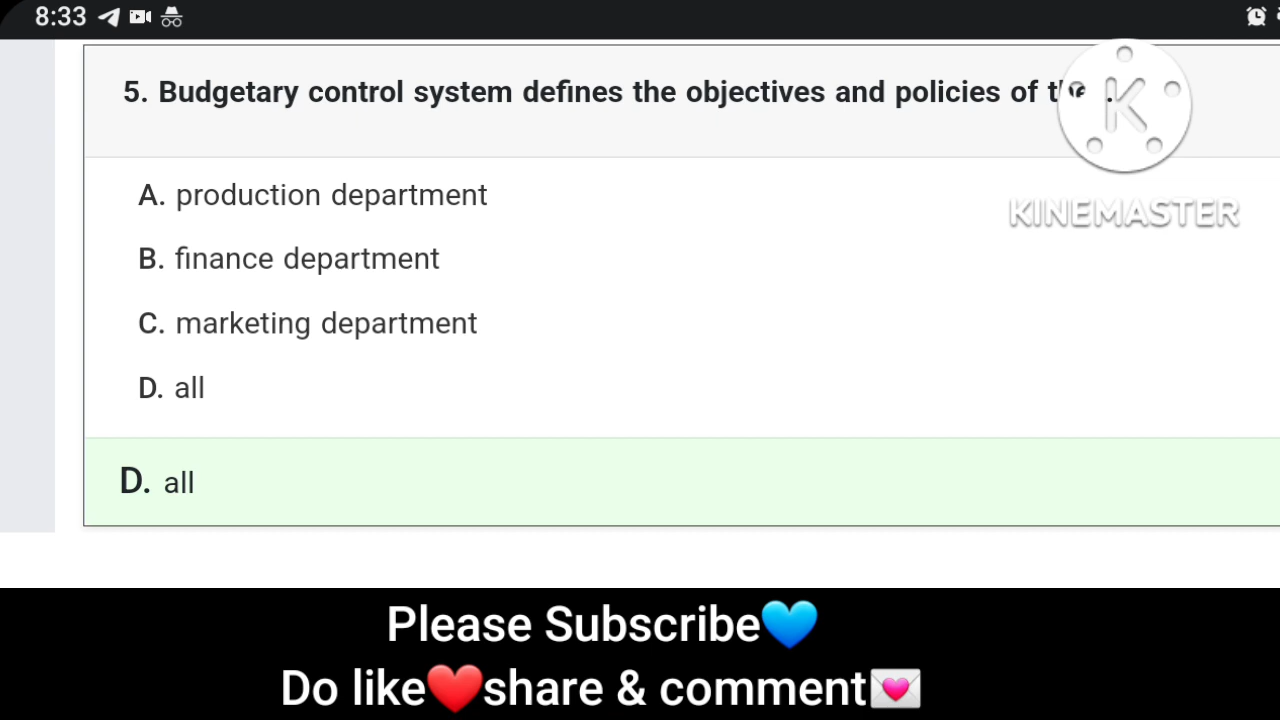 8:33
5. Budgetary control system defines the objectives and policies of
KINEMASTER
A. production department
B. finance department
C. marketing department
D. all
D. all
Please Subscribe💙
Do like❤️share & comment💌